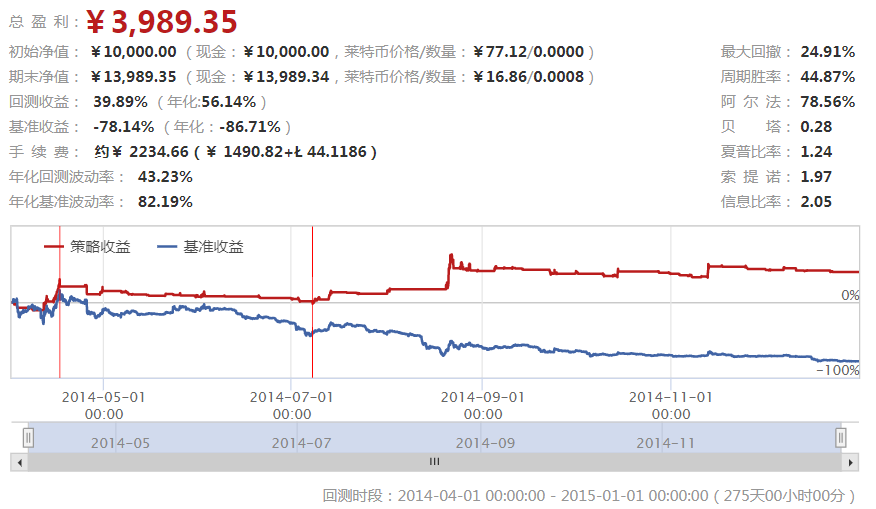 总 盈 利： ￥3,989.35
初始净值： ￥10,000.00 （ 现金： ￥10,000.00 , 莱特币价格/数量： ￥77.12/0.0000 ） 最大回撤： 24.91%
期末净值： ￥13,989.35 （ 现金： ￥13,989.34 , 莱特币价格/数量： ￥16.86/0.0008 ） 周期胜率： 44.87%
回测收益： 39.89% （ 年化:56.14% ） 阿 尔 法： 78.56%
基准收益： -78.14% （ 年化： -86.71% ） 贝 塔： 0.28
手 续 费： 约￥ 2234.66 ( ￥ 1490.82+Ł 44.1186 ) 夏普比率： 1.24
年化回测波动率： 43.23% 索 提 诺： 1.97
年化基准波动率： 82.19% 信息比率： 2.05
策略收益 基准收益
0%
-100%
2014-05-01 00:00 2014-07-01 00:00 2014-09-01 00:00 2014-11-01 00:00
2014-05 2014-07 2014-09 2014-11
回测时段：2014-04-01 00:00:00 - 2015-01-01 00:00:00 ( 275天00小时00分 )